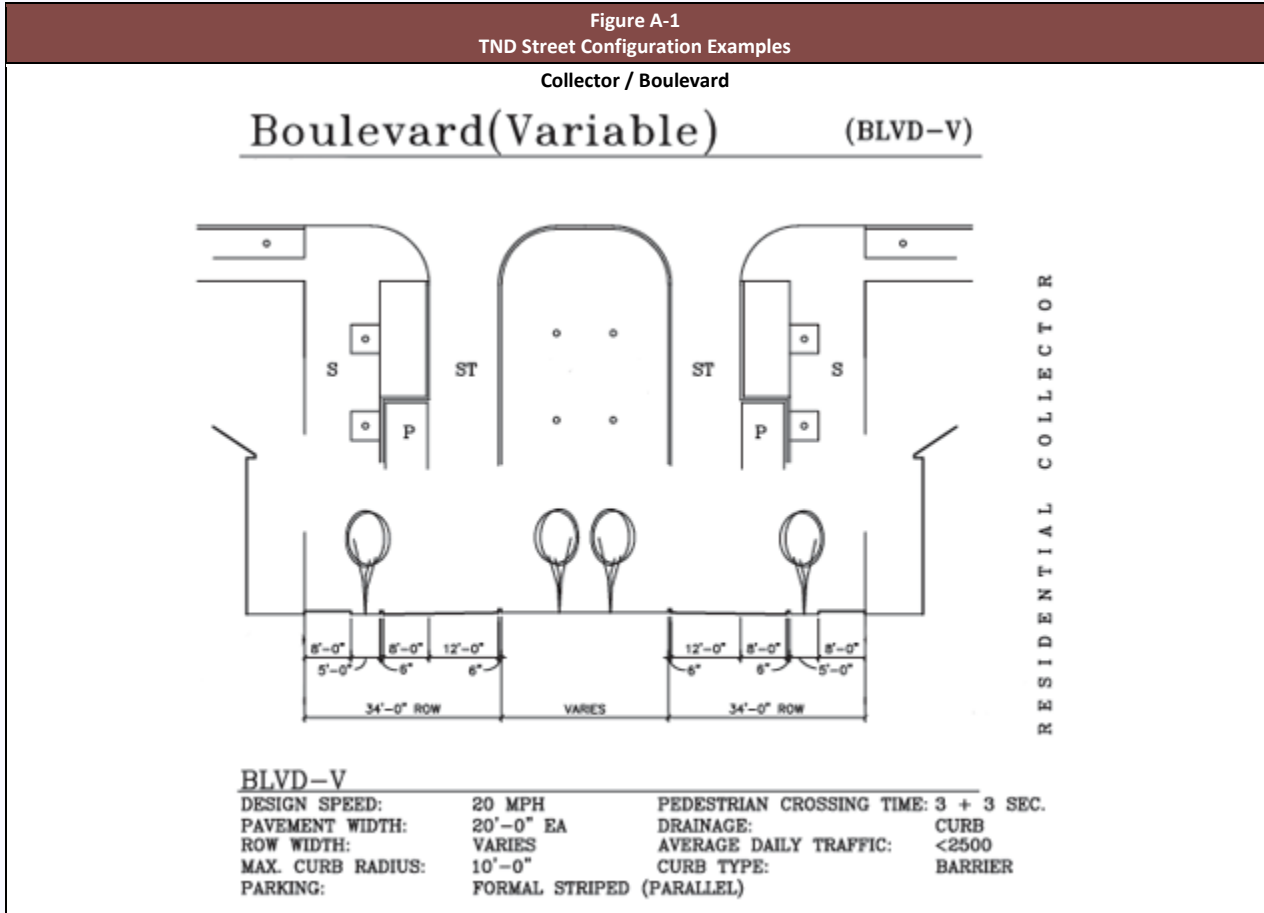 Figure A-1
TND Street Configuration Examples
Collector / Boulevard
Boulevard(Variable) (BLVD-V)
S ST ST S
P P
RESIDENTIAL COLLECTOR
8'-0" 8'-0" 12'-0" 12'-0" 8'-0" 8'-0"
5'-0" 6" 6" 6" 6" 5'-0"
34'-0" ROW VARIES 34'-0" ROW
BLVD-V
DESIGN SPEED: 20 MPH PEDESTRIAN CROSSING TIME: 3 + 3 SEC.
PAVEMENT WIDTH: 20'-0" EA DRAINAGE: CURB
ROW WIDTH: VARIES AVERAGE DAILY TRAFFIC: <2500
MAX. CURB RADIUS: 10'-0" CURB TYPE: BARRIER
PARKING: FORMAL STRIPED (PARALLEL)